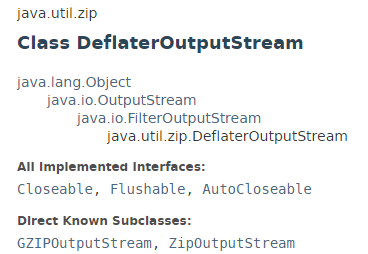 java.util.zip
Class DeflaterOutputStream
java.lang.Object
java.io.OutputStream
java.io.FilterOutputStream
java.util.zip.DeflaterOutputStream
All Implemented Interfaces:
Closeable, Flushable, AutoCloseable
Direct Known Subclasses:
GZIPOutputStream, ZipOutputStream